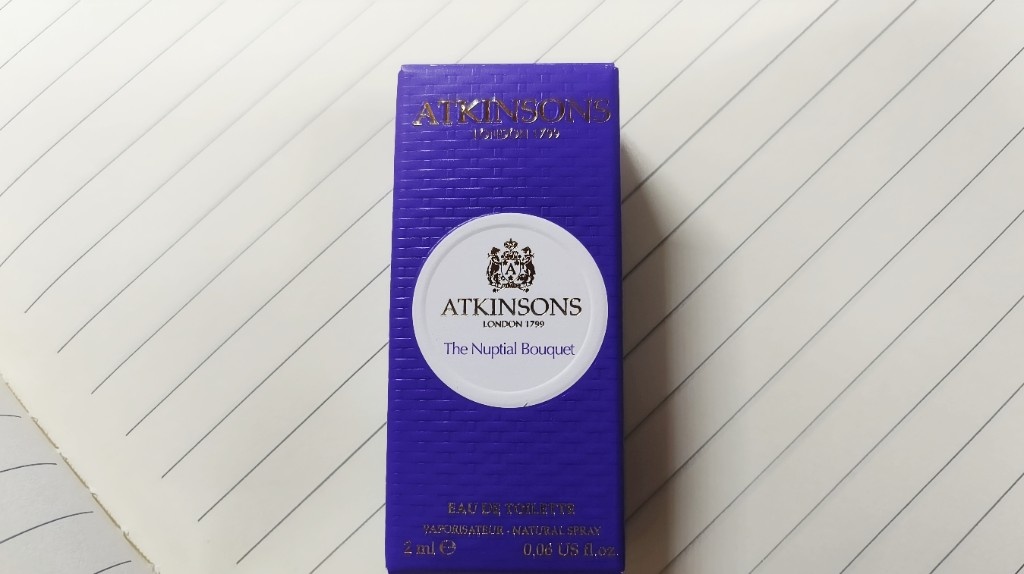 ATKINSONS
LONDON 1799
A
ATKINSONS
LONDON 1799
The Nuptial Bouquet
EAU DE TOILETTE
VAPORISATEUR - NATURAL SPRAY
2 ml ℮ 0,06 US fl.oz.